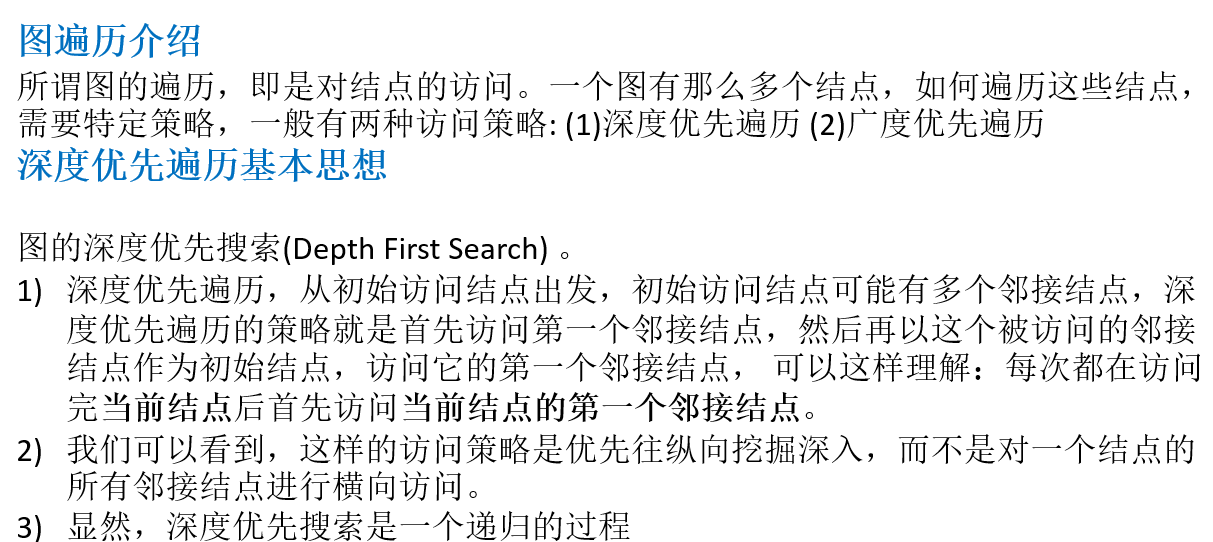 图遍历介绍
所谓图的遍历，即是对结点的访问。一个图有那么多个结点，如何遍历这些结点，
需要特定策略，一般有两种访问策略: (1)深度优先遍历 (2)广度优先遍历
深度优先遍历基本思想
图的深度优先搜索(Depth First Search) 。
1) 深度优先遍历，从初始访问结点出发，初始访问结点可能有多个邻接结点，深
度优先遍历的策略就是首先访问第一个邻接结点，然后再以这个被访问的邻接
结点作为初始结点，访问它的第一个邻接结点， 可以这样理解：每次都在访问
完当前结点后首先访问当前结点的第一个邻接结点。
2) 我们可以看到，这样的访问策略是优先往纵向挖掘深入，而不是对一个结点的
所有邻接结点进行横向访问。
3) 显然，深度优先搜索是一个递归的过程